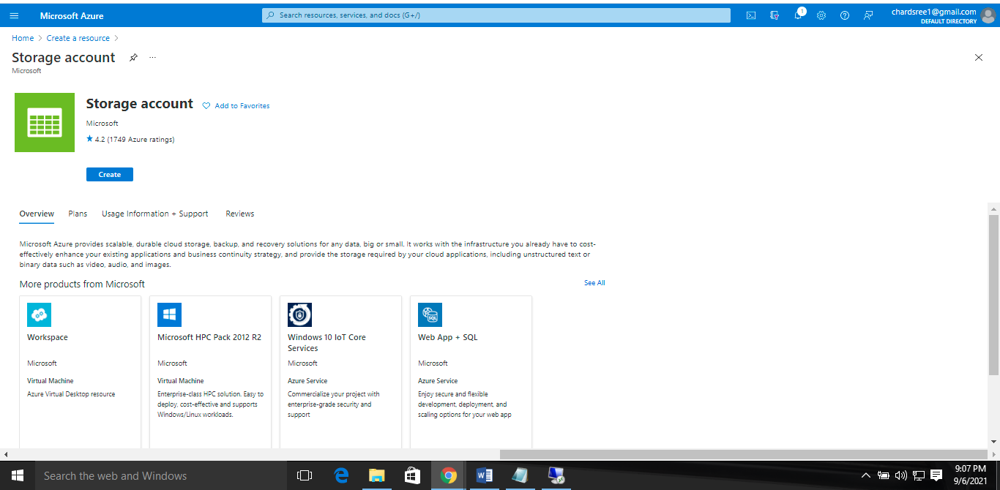 Microsoft Azure
Search resources, services, and docs (G+/)
1
chardsree1@gmail.com
DEFAULT DIRECTORY
Home > Create a resource >
Storage account ...
Microsoft
Storage account Add to Favorites
Microsoft
4.2 (1749 Azure ratings)
Create
Overview Plans Usage Information + Support Reviews
Microsoft Azure provides scalable, durable cloud storage, backup, and recovery solutions for any data, big or small. It works with the infrastructure you already have to cost-
effectively enhance your existing applications and business continuity strategy, and provide the storage required by your cloud applications, including unstructured text or
binary data such as video, audio, and images.
More products from Microsoft See All
Workspace
Microsoft
Virtual Machine
Azure Virtual Desktop resource
Microsoft HPC Pack 2012 R2
Microsoft
Virtual Machine
Enterprise-class HPC solution. Easy to
deploy, cost-effective and supports
Windows/Linux workloads.
Windows 10 IoT Core
Services
Microsoft
Azure Service
Commercialize your project with
enterprise-grade security and
support
SQL
Web App + SQL
Microsoft
Azure Service
Enjoy secure and flexible
development, deployment, and
scaling options for your web app
Search the web and Windows
9:07 PM
9/6/2021